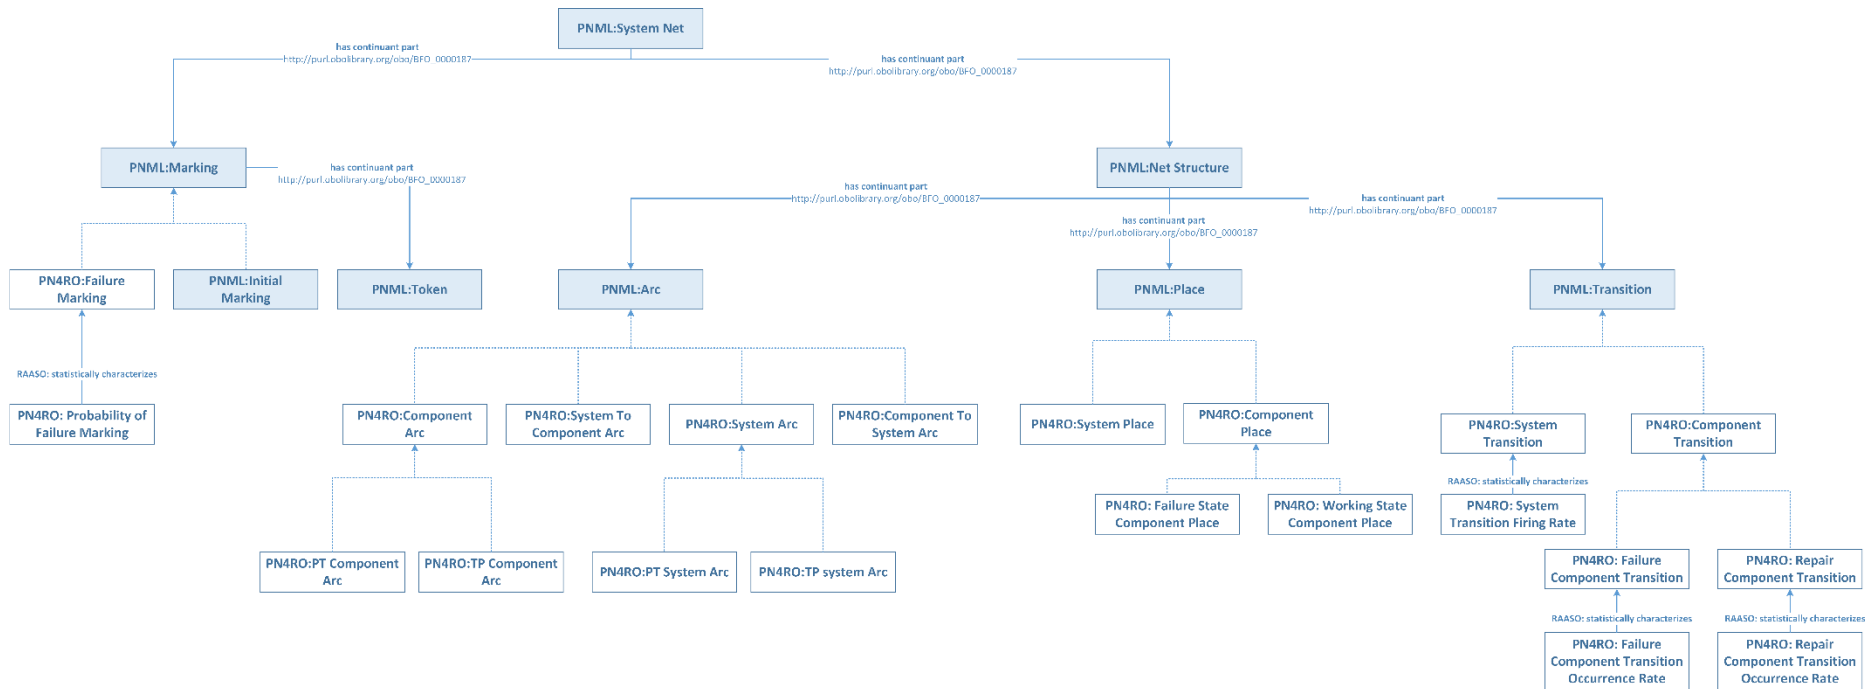 PNML:System Net
has continuant part
http://purl.obolibrary.org/obo/BFO_0000187
has continuant part
http://purl.obolibrary.org/obo/BFO_0000187
PNML:Marking
has continuant part
http://purl.obolibrary.org/obo/BFO_0000187
PNML:Net Structure
has continuant part
http://purl.obolibrary.org/obo/BFO_0000187
has continuant part
http://purl.obolibrary.org/obo/BFO_0000187
has continuant part
http://purl.obolibrary.org/obo/BFO_0000187
PN4RO:Failure
Marking
PNML:Initial
Marking
PNML:Token
PNML:Arc
PNML:Place
PNML:Transition
RAASO: statistically characterizes
PN4RO: Probability of
Failure Marking
PN4RO:Component
Arc
PN4RO:System To
Component Arc
PN4RO:System Arc
PN4RO:Component To
System Arc
PN4RO:System Place
PN4RO:Component
Place
PN4RO:System
Transition
PN4RO:Component
Transition
RAASO: statistically characterizes
PN4RO: Failure State
Component Place
PN4RO: Working State
Component Place
PN4RO: System
Transition Firing Rate
PN4RO:PT Component
Arc
PN4RO:TP Component
Arc
PN4RO:PT System Arc
PN4RO:TP system Arc
PN4RO: Failure
Component Transition
PN4RO: Repair
Component Transition
RAASO: statistically characterizes
RAASO: statistically characterizes
PN4RO: Failure
Component Transition
Occurrence Rate
PN4RO: Repair
Component Transition
Occurrence Rate